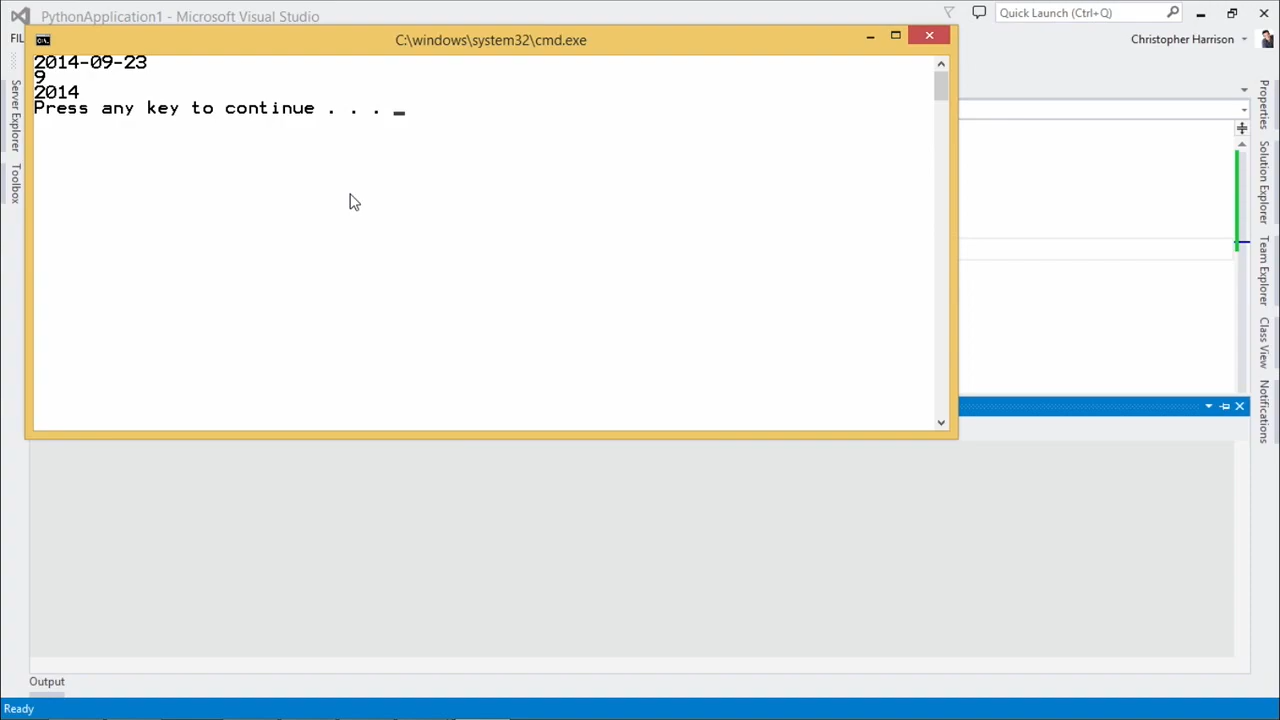 PythonApplication1 - Microsoft Visual Studio
Quick Launch (Ctrl+Q)
FIL
C:\windows\system32\cmd.exe
Christopher Harrison
2014-09-23
9
2014
Press any key to continue . . . _
Server Explorer
Toolbox
Properties
Solution Explorer
Team Explorer
Class View
Notifications
Output
Ready